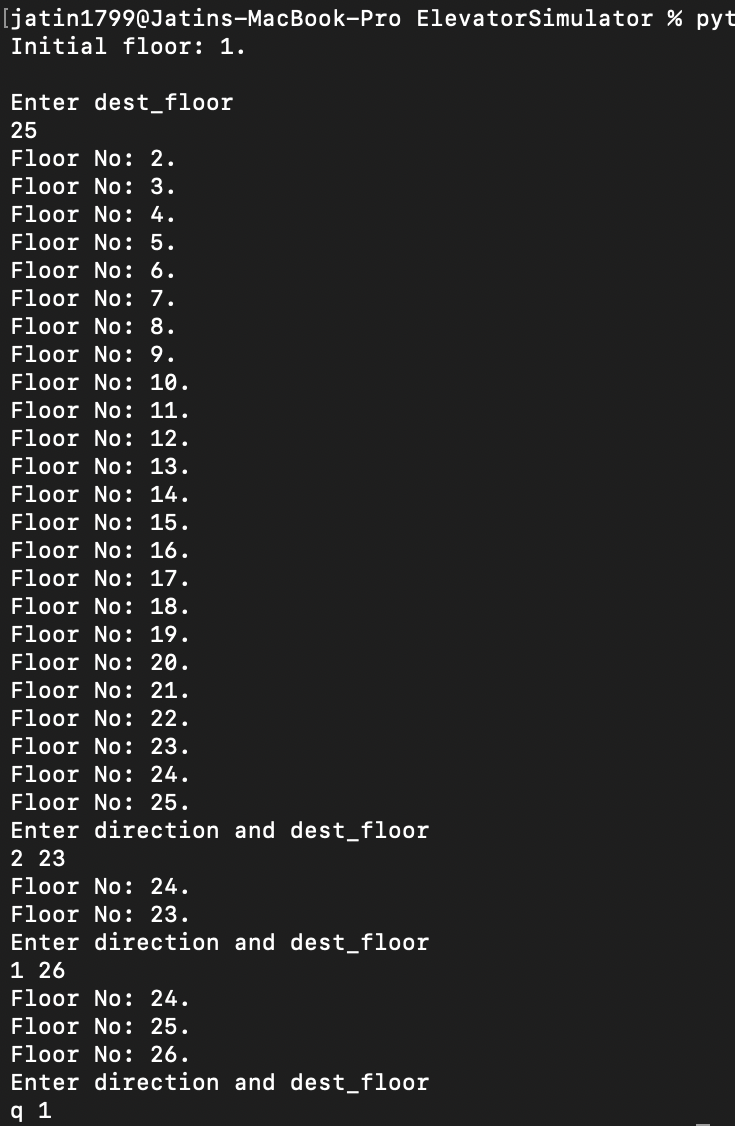 [jatin1799@Jatins-MacBook-Pro ElevatorSimulator % pyt
Initial floor: 1.
Enter dest_floor
25
Floor No: 2.
Floor No: 3.
Floor No: 4.
Floor No: 5.
Floor No: 6.
Floor No: 7.
Floor No: 8.
Floor No: 9.
Floor No: 10.
Floor No: 11.
Floor No: 12.
Floor No: 13.
Floor No: 14.
Floor No: 15.
Floor No: 16.
Floor No: 17.
Floor No: 18.
Floor No: 19.
Floor No: 20.
Floor No: 21.
Floor No: 22.
Floor No: 23.
Floor No: 24.
Floor No: 25.
Enter direction and dest_floor
2 23
Floor No: 24.
Floor No: 23.
Enter direction and dest_floor
1 26
Floor No: 24.
Floor No: 25.
Floor No: 26.
Enter direction and dest_floor
q 1